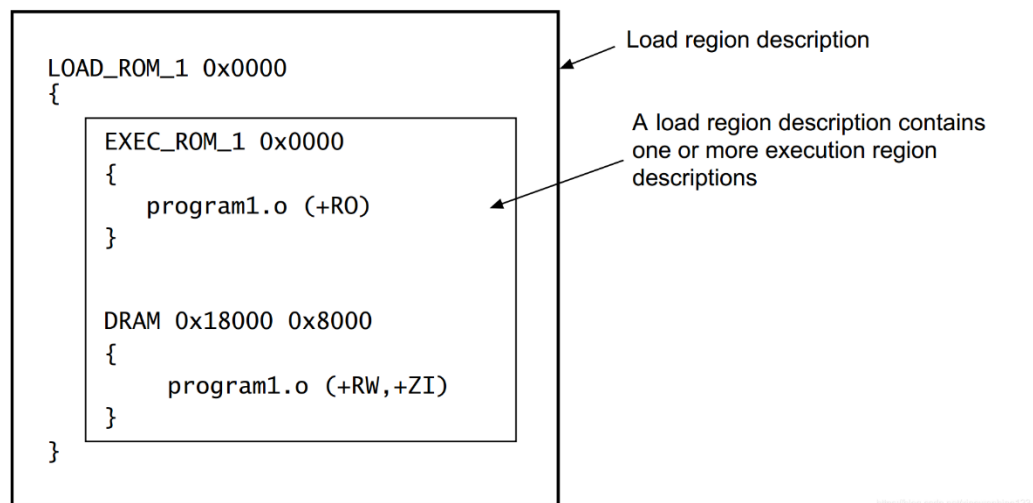 LOAD_ROM_1 0x0000
{
EXEC_ROM_1 0x0000
{
program1.o (+RO)
}
DRAM 0x18000 0x8000
{
program1.o (+RW,+ZI)
}
}
Load region description
A load region description contains
one or more execution region
descriptions